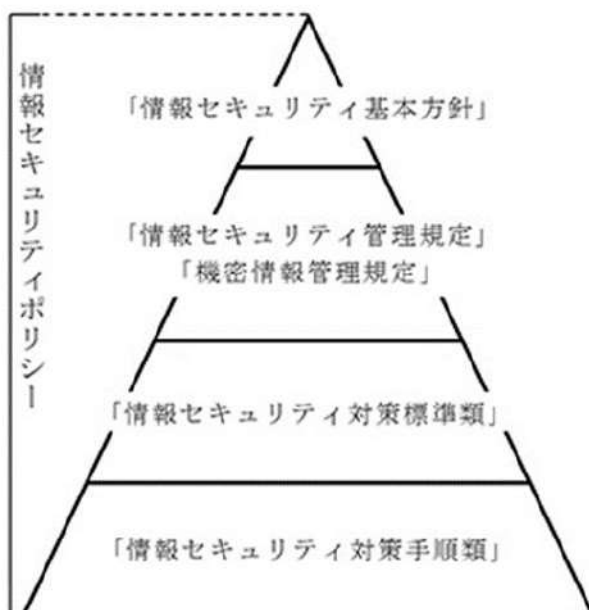 情報セキュリティポリシー
「情報セキュリティ基本方針」
「情報セキュリティ管理規定」
「機密情報管理規定」
「情報セキュリティ対策標準類」
「情報セキュリティ対策手順類」